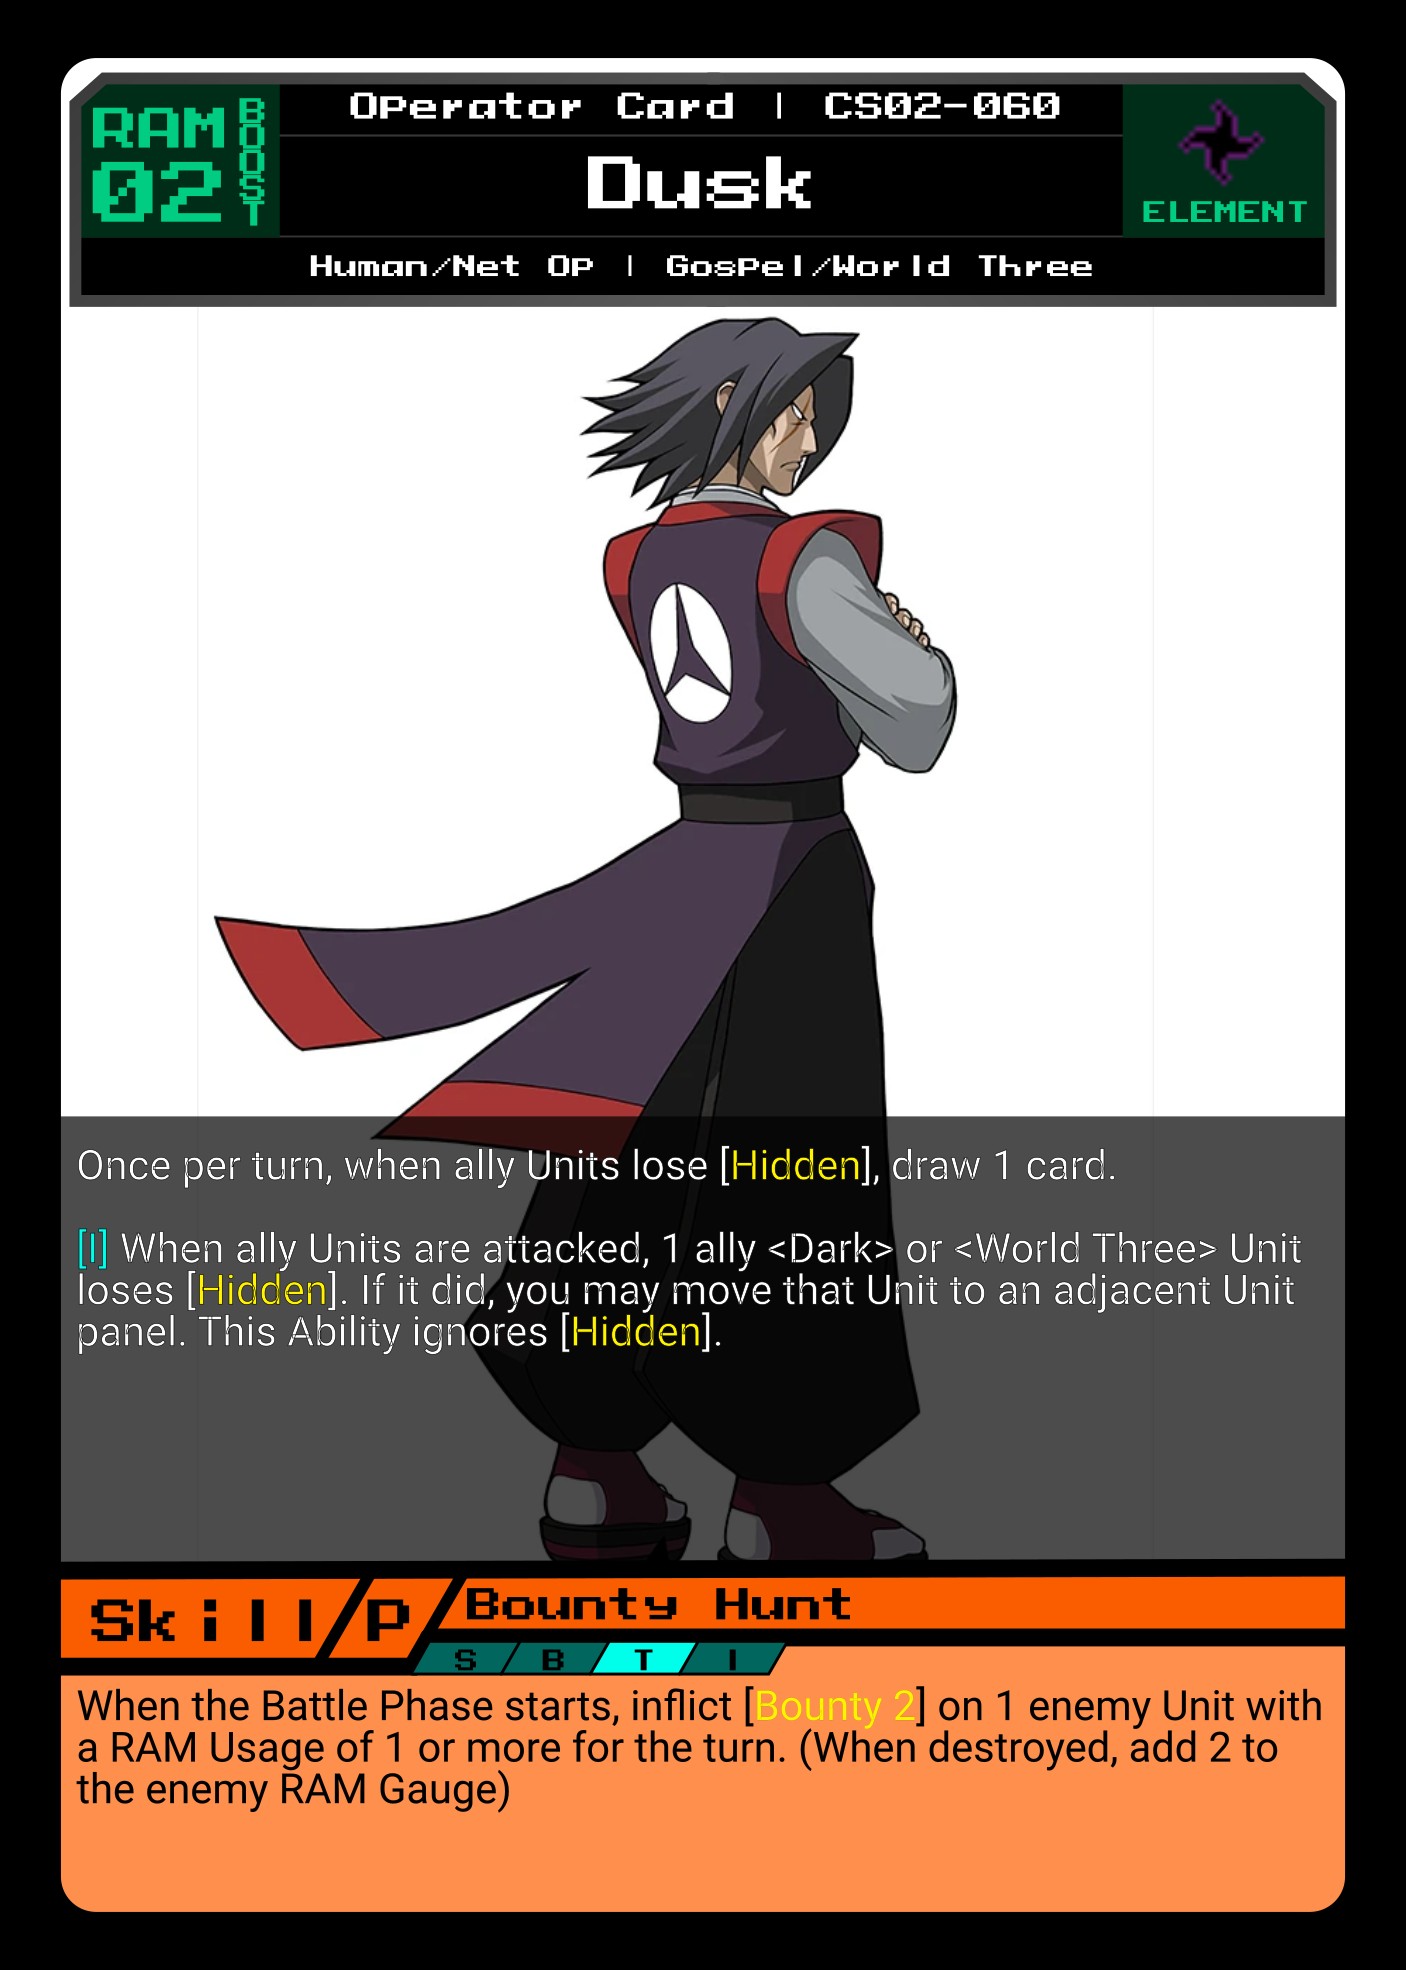 RAM
02
BOOST
Operator Card | CS02-060
Dusk
Human/Net Op | Gospel/World Three
ELEMENT
Once per turn, when ally Units lose [Hidden], draw 1 card.
[I] When ally Units are attacked, 1 ally <Dark> or <World Three> Unit
loses [Hidden]. If it did, you may move that Unit to an adjacent Unit
panel. This Ability ignores [Hidden].
Skill/P/
Bounty Hunt
S B T I
When the Battle Phase starts, inflict [Bounty 2] on 1 enemy Unit with
a RAM Usage of 1 or more for the turn. (When destroyed, add 2 to
the enemy RAM Gauge)